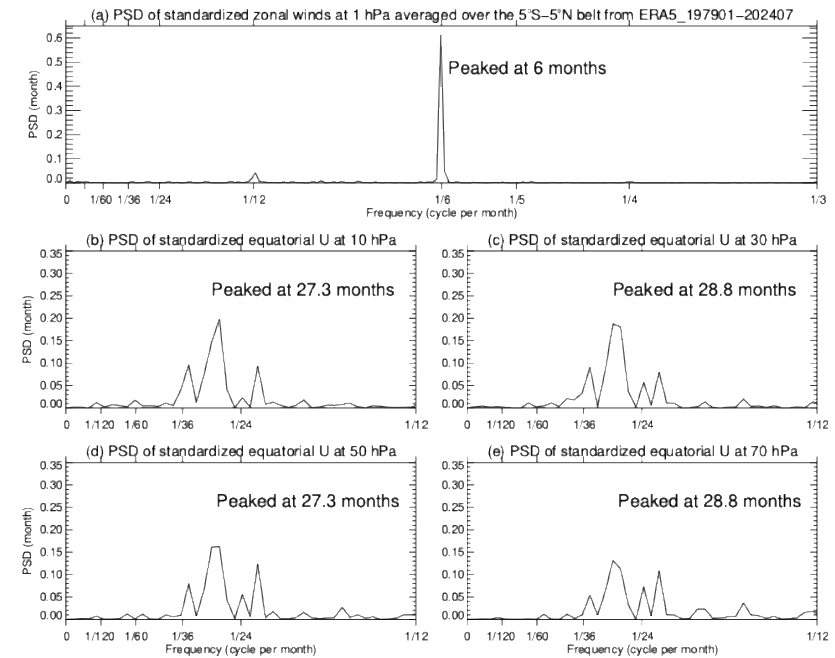 (a) PSD of standardized zonal winds at 1 hPa averaged over the 5°S–5°N belt from ERA5_197901–202407
0.6
0.5
0.4
0.3
0.2
0.1
0.0
PSD (month)
Peaked at 6 months
0 1/60 1/36 1/24 1/12 1/6 1/5 1/4 1/3
Frequency (cycle per month)
(b) PSD of standardized equatorial U at 10 hPa
0.35
0.30
0.25
0.20
0.15
0.10
0.05
0.00
PSD (month)
Peaked at 27.3 months
0 1/120 1/60 1/36 1/24 1/12
(c) PSD of standardized equatorial U at 30 hPa
0.35
0.30
0.25
0.20
0.15
0.10
0.05
0.00
Peaked at 28.8 months
0 1/120 1/60 1/36 1/24 1/12
(d) PSD of standardized equatorial U at 50 hPa
0.35
0.30
0.25
0.20
0.15
0.10
0.05
0.00
PSD (month)
Peaked at 27.3 months
0 1/120 1/60 1/36 1/24 1/12
Frequency (cycle per month)
(e) PSD of standardized equatorial U at 70 hPa
0.35
0.30
0.25
0.20
0.15
0.10
0.05
0.00
Peaked at 28.8 months
0 1/120 1/60 1/36 1/24 1/12
Frequency (cycle per month)